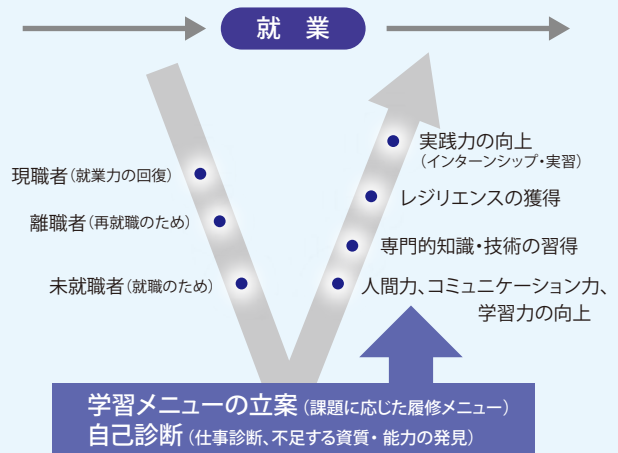 就 業
現職者(就業力の回復)
離職者(再就職のため)
未就職者(就職のため)
実践力の向上
(インターンシップ・実習)
レジリエンスの獲得
専門的知識・技術の習得
人間力、コミュニケーション力、
学習力の向上
学習メニューの立案(課題に応じた履修メニュー)
自己診断(仕事診断、不足する資質・能力の発見)